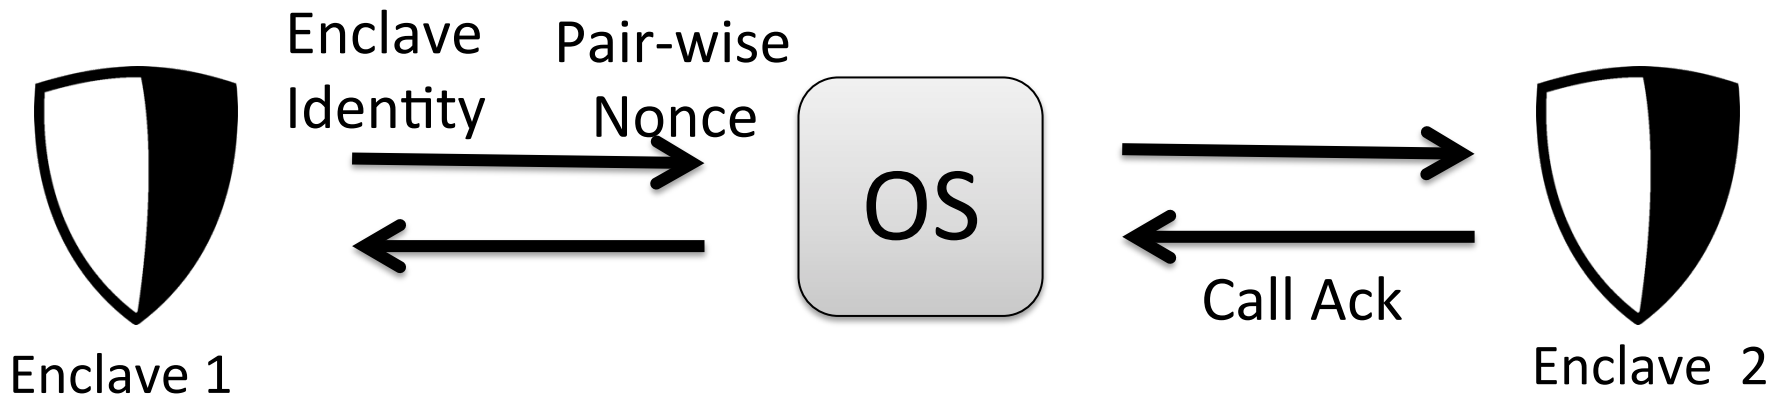 Enclave
Identity
Pair-wise
Nonce
OS
Call Ack
Enclave 1
Enclave  2